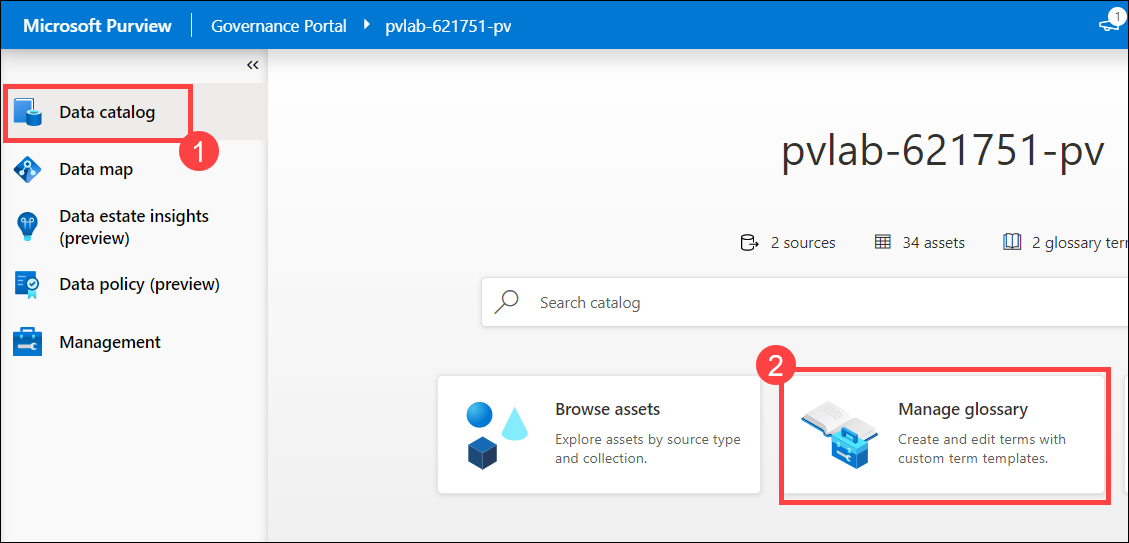 Microsoft Purview | Governance Portal ▸ pvlab-621751-pv
1
«
Data catalog
1
Data map
Data estate insights
(preview)
Data policy (preview)
Management
pvlab-621751-pv
2 sources 34 assets 2 glossary ter
Search catalog
2
Browse assets
Explore assets by source type
and collection.
Manage glossary
Create and edit terms with
custom term templates.